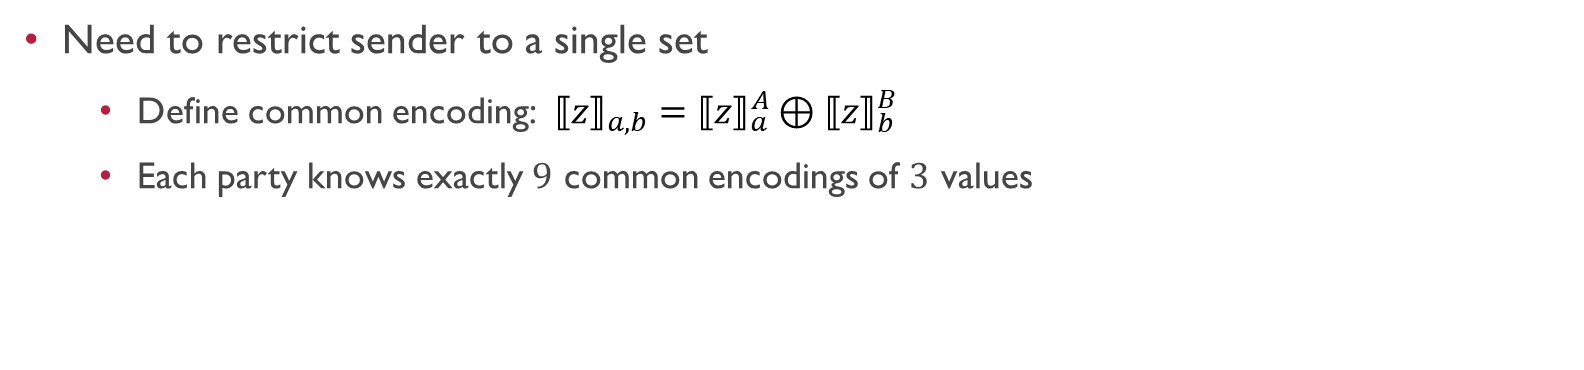 • Need to restrict sender to a single set
• Define common encoding: ⟦z⟧_{a,b} = ⟦z⟧_a^A ⊕ ⟦z⟧_b^B
• Each party knows exactly 9 common encodings of 3 values